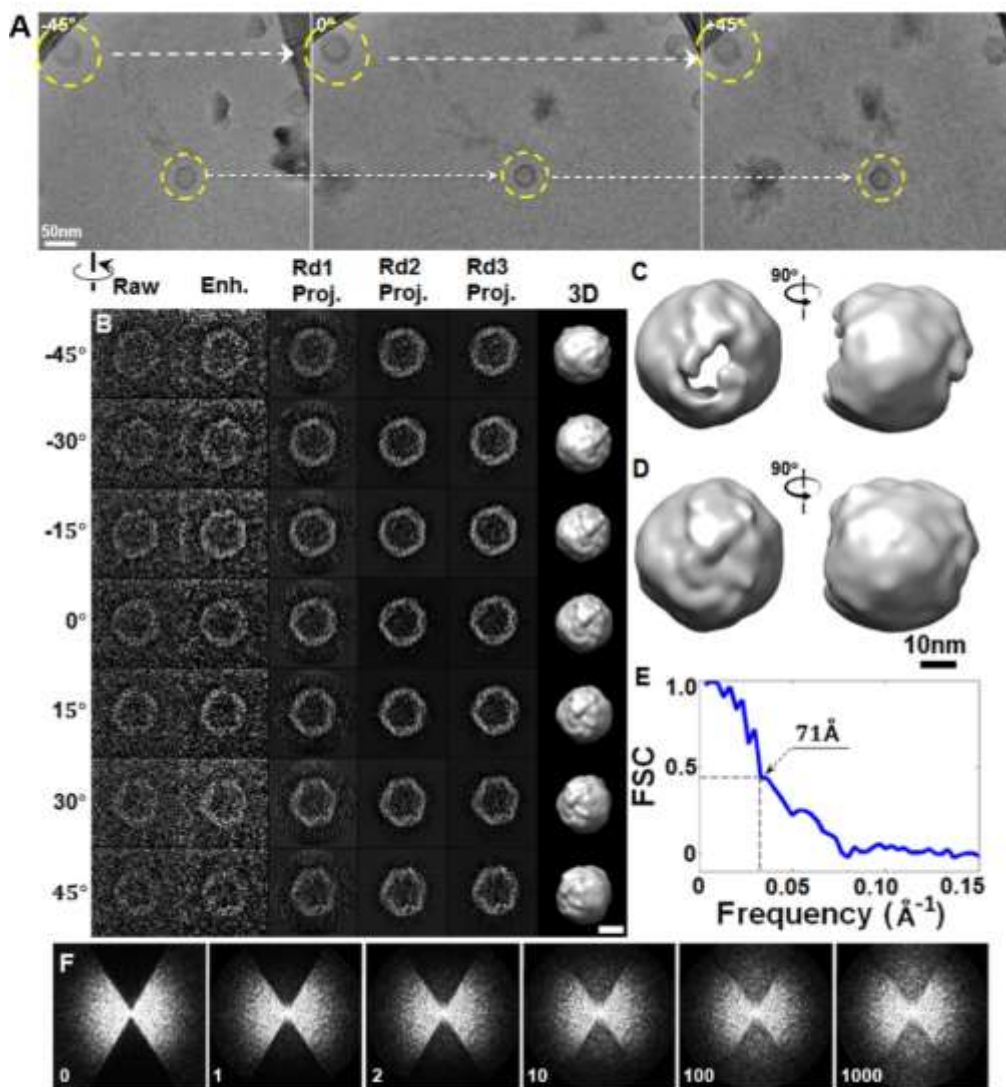 A
-45°
0°
+45°
50nm
Raw
Enh.
Rd1
Proj.
Rd2
Proj.
Rd3
Proj.
3D
B
-45°
-30°
-15°
0°
15°
30°
45°
C
90°
D
90°
10nm
E
1.0
0.5
0
71Å
FSC
0
0.05
0.10
0.15
Frequency (Å⁻¹)
F
0
1
2
10
100
1000